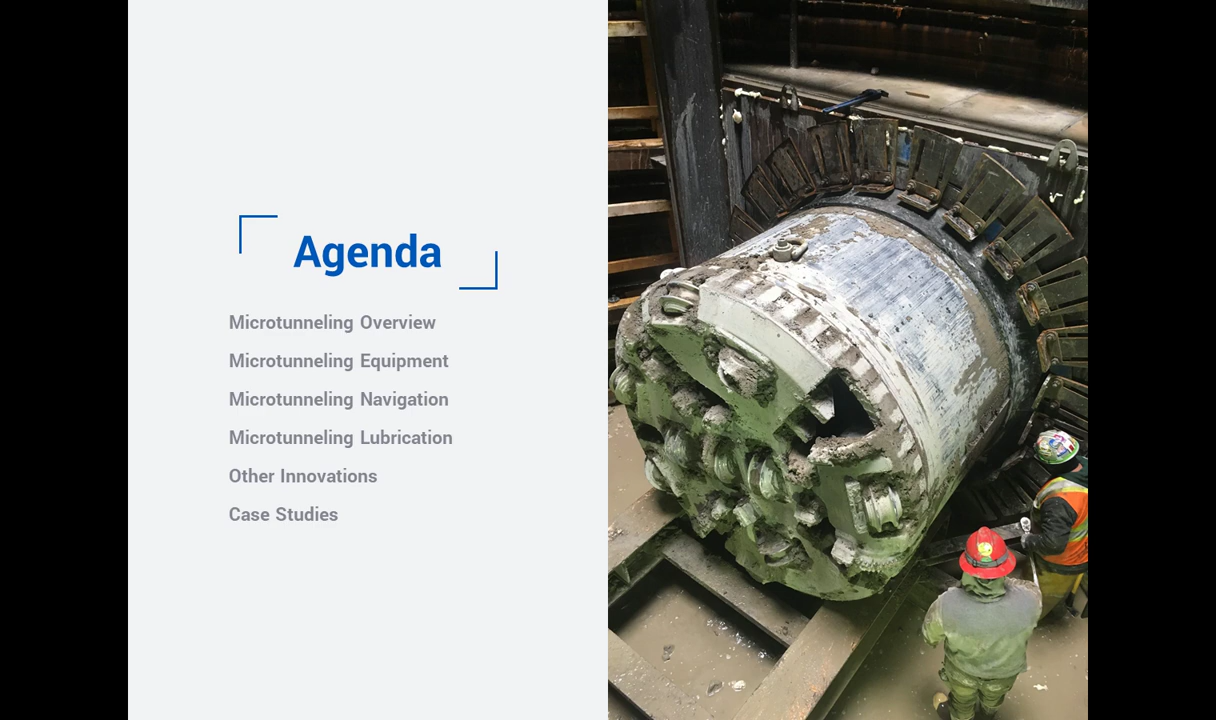 Agenda
Microtunneling Overview
Microtunneling Equipment
Microtunneling Navigation
Microtunneling Lubrication
Other Innovations
Case Studies